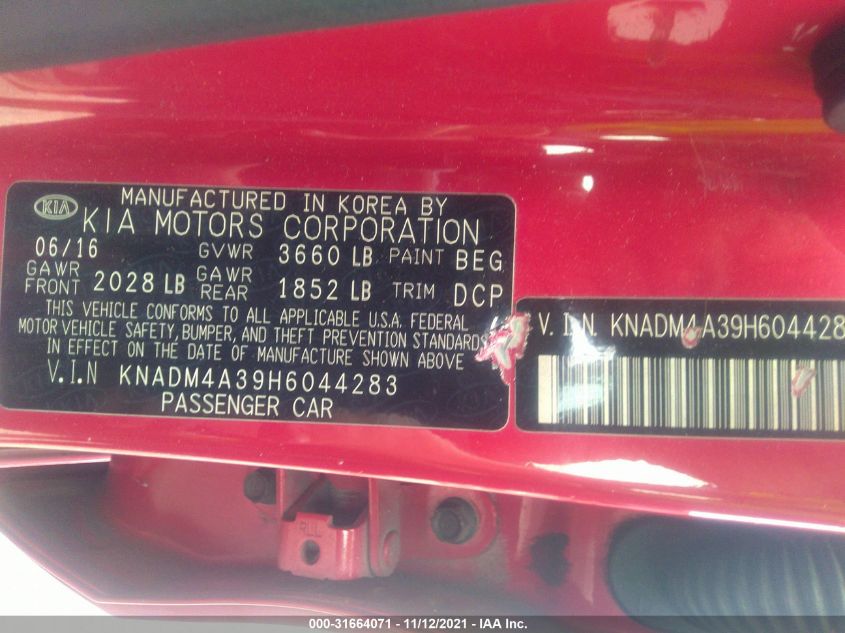 KIA
MANUFACTURED IN KOREA BY
KIA MOTORS CORPORATION
06/16 GVWR 3660 LB PAINT BEG
GAWR FRONT 2028 LB GAWR REAR 1852 LB TRIM DCP
THIS VEHICLE CONFORMS TO ALL APPLICABLE U.S.A. FEDERAL
MOTOR VEHICLE SAFETY, BUMPER, AND THEFT PREVENTION STANDARDS
IN EFFECT ON THE DATE OF MANUFACTURE SHOWN ABOVE
V.I.N KNADM4A39H6044283
PASSENGER CAR
V.I.N. KNADM4A39H604428
RLL
000-31664071 - 11/12/2021 - IAA Inc.